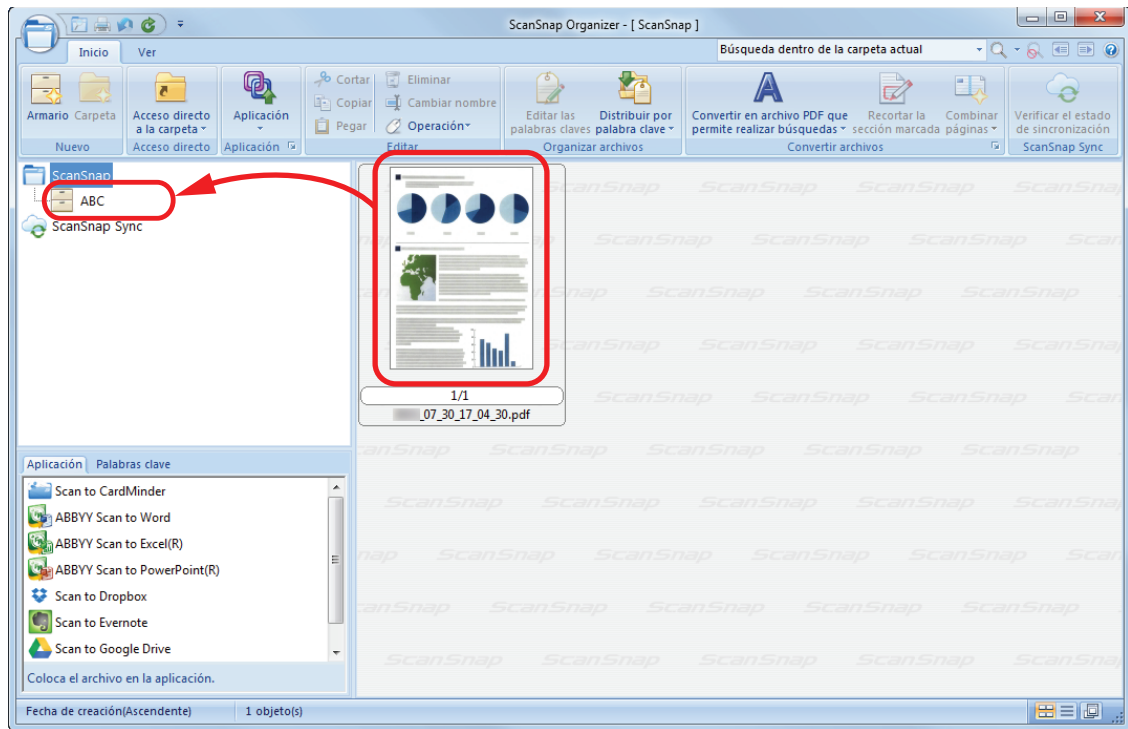 ScanSnap Organizer - [ ScanSnap ]
Inicio Ver
Búsqueda dentro de la carpeta actual
Armario Carpeta
Acceso directo
a la carpeta
Aplicación
Cortar
Copiar
Pegar
Eliminar
Cambiar nombre
Operación
Editar las
palabras claves
Distribuir por
palabra clave
Convertir en archivo PDF que
permite realizar búsquedas
Recortar la
sección marcada
Combinar
páginas
Verificar el estado
de sincronización
Nuevo Acceso directo Aplicación Editar Organizar archivos Convertir archivos ScanSnap Sync
ScanSnap
ABC
ScanSnap Sync
1/1
_07_30_17_04_30.pdf
Aplicación Palabras clave
Scan to CardMinder
ABBYY Scan to Word
ABBYY Scan to Excel(R)
ABBYY Scan to PowerPoint(R)
Scan to Dropbox
Scan to Evernote
Scan to Google Drive
Coloca el archivo en la aplicación.
Fecha de creación(Ascendente) 1 objeto(s)